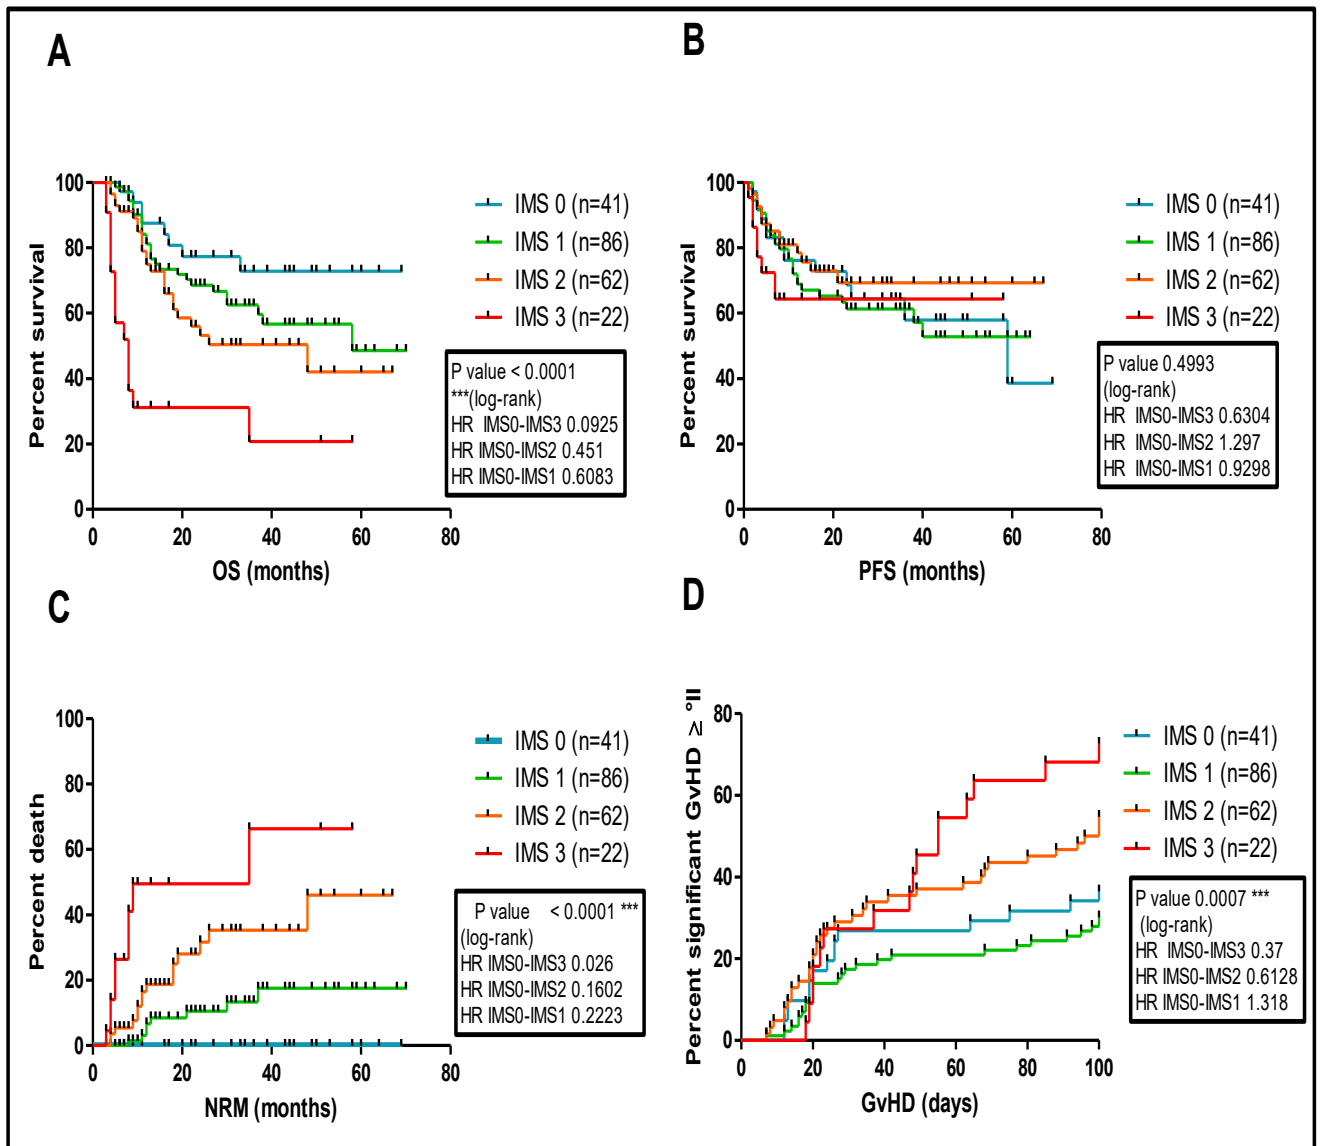 A
Percent survival
100
80
60
40
20
0
0 20 40 60 80
OS (months)
IMS 0 (n=41)
IMS 1 (n=86)
IMS 2 (n=62)
IMS 3 (n=22)
P value < 0.0001
***(log-rank)
HR IMS0-IMS3 0.0925
HR IMS0-IMS2 0.451
HR IMS0-IMS1 0.6083
B
Percent survival
100
80
60
40
20
0
0 20 40 60 80
PFS (months)
IMS 0 (n=41)
IMS 1 (n=86)
IMS 2 (n=62)
IMS 3 (n=22)
P value 0.4993
(log-rank)
HR IMS0-IMS3 0.6304
HR IMS0-IMS2 1.297
HR IMS0-IMS1 0.9298
C
Percent death
100
80
60
40
20
0
0 20 40 60 80
NRM (months)
IMS 0 (n=41)
IMS 1 (n=86)
IMS 2 (n=62)
IMS 3 (n=22)
P value < 0.0001 ***
(log-rank)
HR IMS0-IMS3 0.026
HR IMS0-IMS2 0.1602
HR IMS0-IMS1 0.2223
D
Percent significant GvHD ≥ °II
80
60
40
20
0
0 20 40 60 80 100
GvHD (days)
IMS 0 (n=41)
IMS 1 (n=86)
IMS 2 (n=62)
IMS 3 (n=22)
P value 0.0007 ***
(log-rank)
HR IMS0-IMS3 0.37
HR IMS0-IMS2 0.6128
HR IMS0-IMS1 1.318